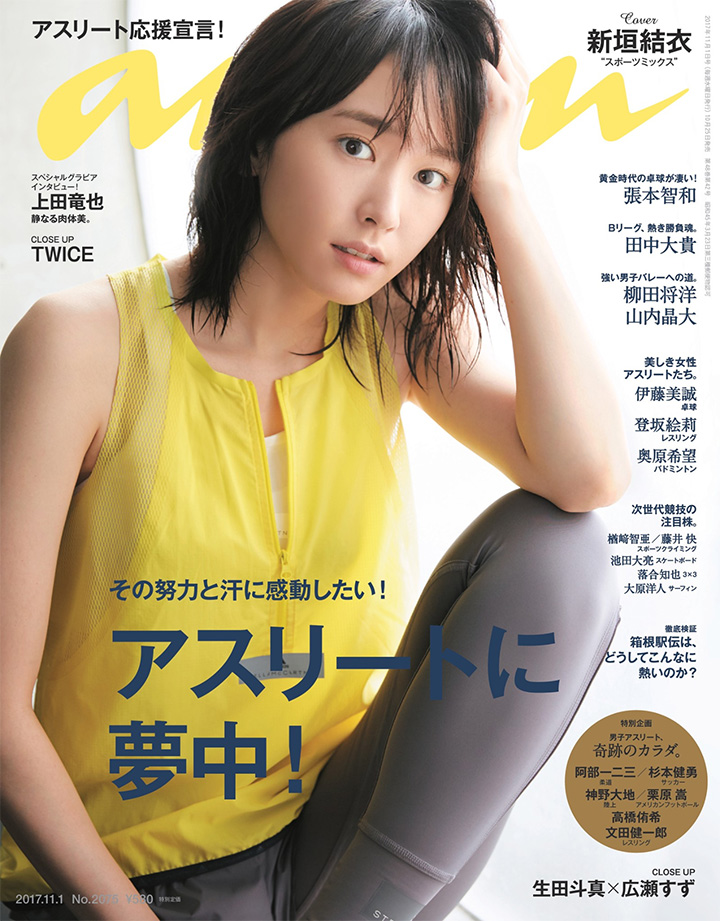 アスリート応援宣言！
Cover
新垣結衣
“スポーツミックス”
anan
スペシャルグラビア
インタビュー！
上田竜也
静なる肉体美。
CLOSE UP
TWICE
黄金時代の卓球が凄い！
張本智和
Bリーグ、熱き勝負魂。
田中大貴
強い男子バレーへの道。
柳田将洋
山内晶大
美しき女性
アスリートたち。
伊藤美誠
卓球
登坂絵莉
レスリング
奥原希望
バドミントン
次世代競技の
注目株。
楢﨑智亜／藤井 快
スポーツクライミング
池田大亮 スケートボード
落合知也 3×3
大原洋人 サーフィン
その努力と汗に感動したい！
アスリートに
夢中！
徹底検証
箱根駅伝は、
どうしてこんなに
熱いのか？
特別企画
男子アスリート、
奇跡のカラダ。
阿部一二三／杉本健勇
柔道 サッカー
神野大地／栗原 嵩
陸上 アメリカンフットボール
高橋侑希
文田健一郎
レスリング
CLOSE UP
生田斗真×広瀬すず
2017.11.1 No.2075 ¥580 特別定価